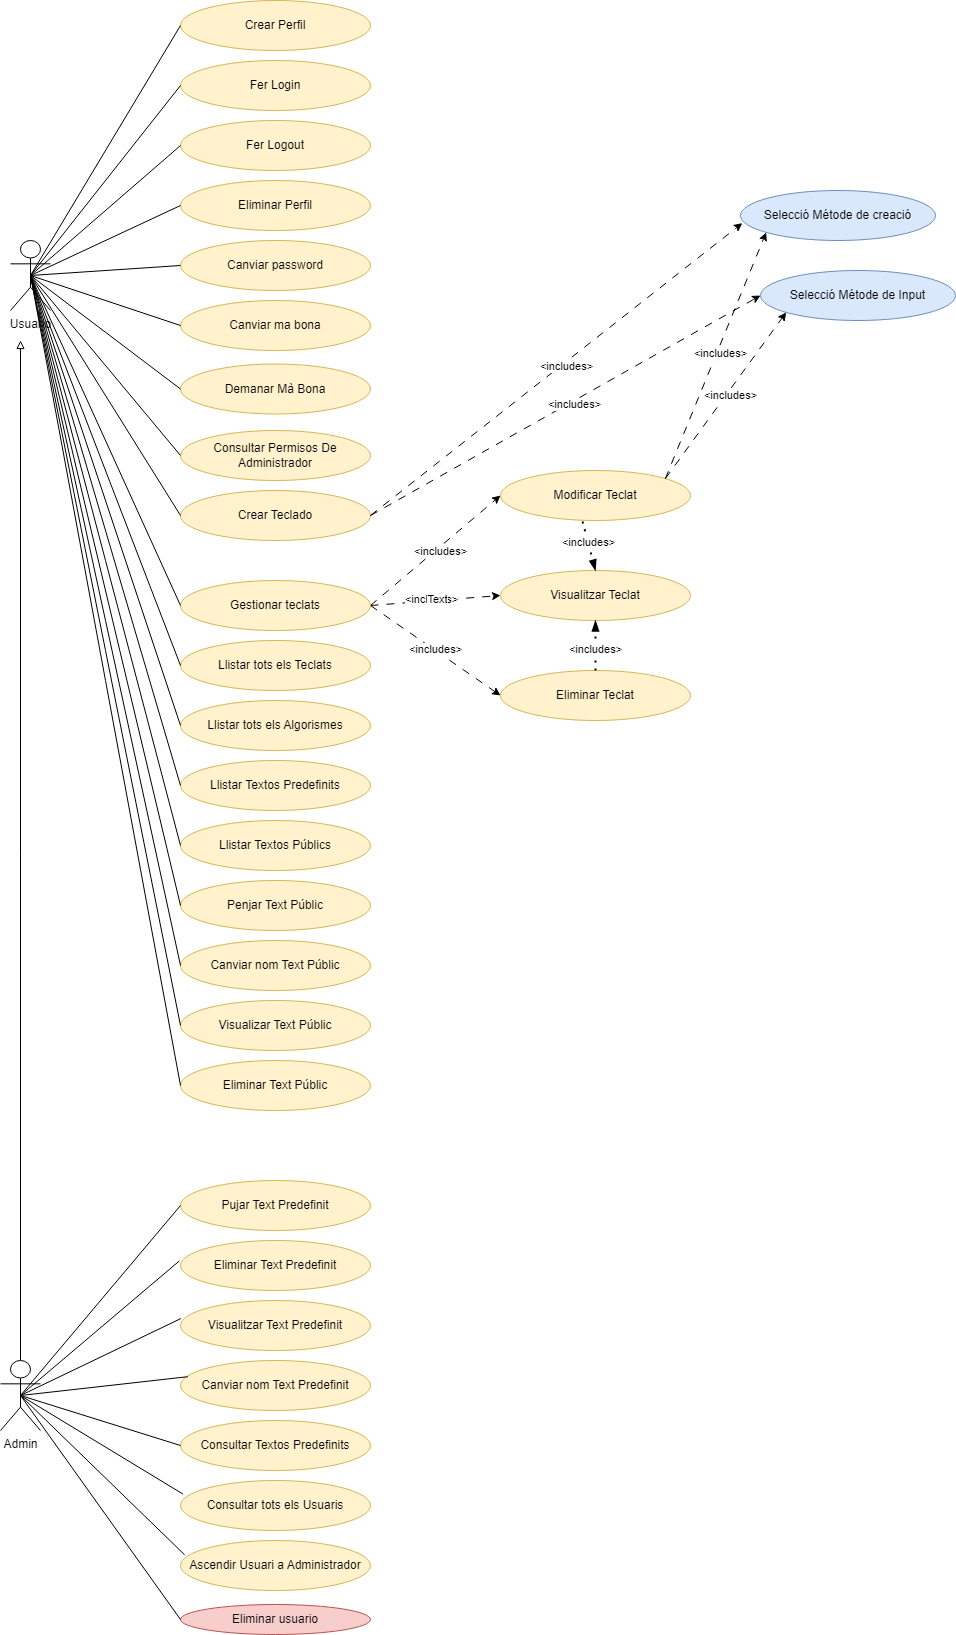 Crear Perfil
Fer Login
Fer Logout
Eliminar Perfil
Selecció Métode de creació
Canviar password
Selecció Métode de Input
Usuario
Canviar ma bona
<includes>
<includes>
Demanar Mà Bona
<includes>
<includes>
Consultar Permisos De
Administrador
Modificar Teclat
Crear Teclado
<includes>
<includes>
Visualitzar Teclat
<inclTexts>
Gestionar teclats
<includes>
<includes>
Llistar tots els Teclats
Eliminar Teclat
Llistar tots els Algorismes
Llistar Textos Predefinits
Llistar Textos Públics
Penjar Text Públic
Canviar nom Text Públic
Visualizar Text Públic
Eliminar Text Públic
Pujar Text Predefinit
Eliminar Text Predefinit
Visualitzar Text Predefinit
Canviar nom Text Predefinit
Admin
Consultar Textos Predefinits
Consultar tots els Usuaris
Ascendir Usuari a Administrador
Eliminar usuario